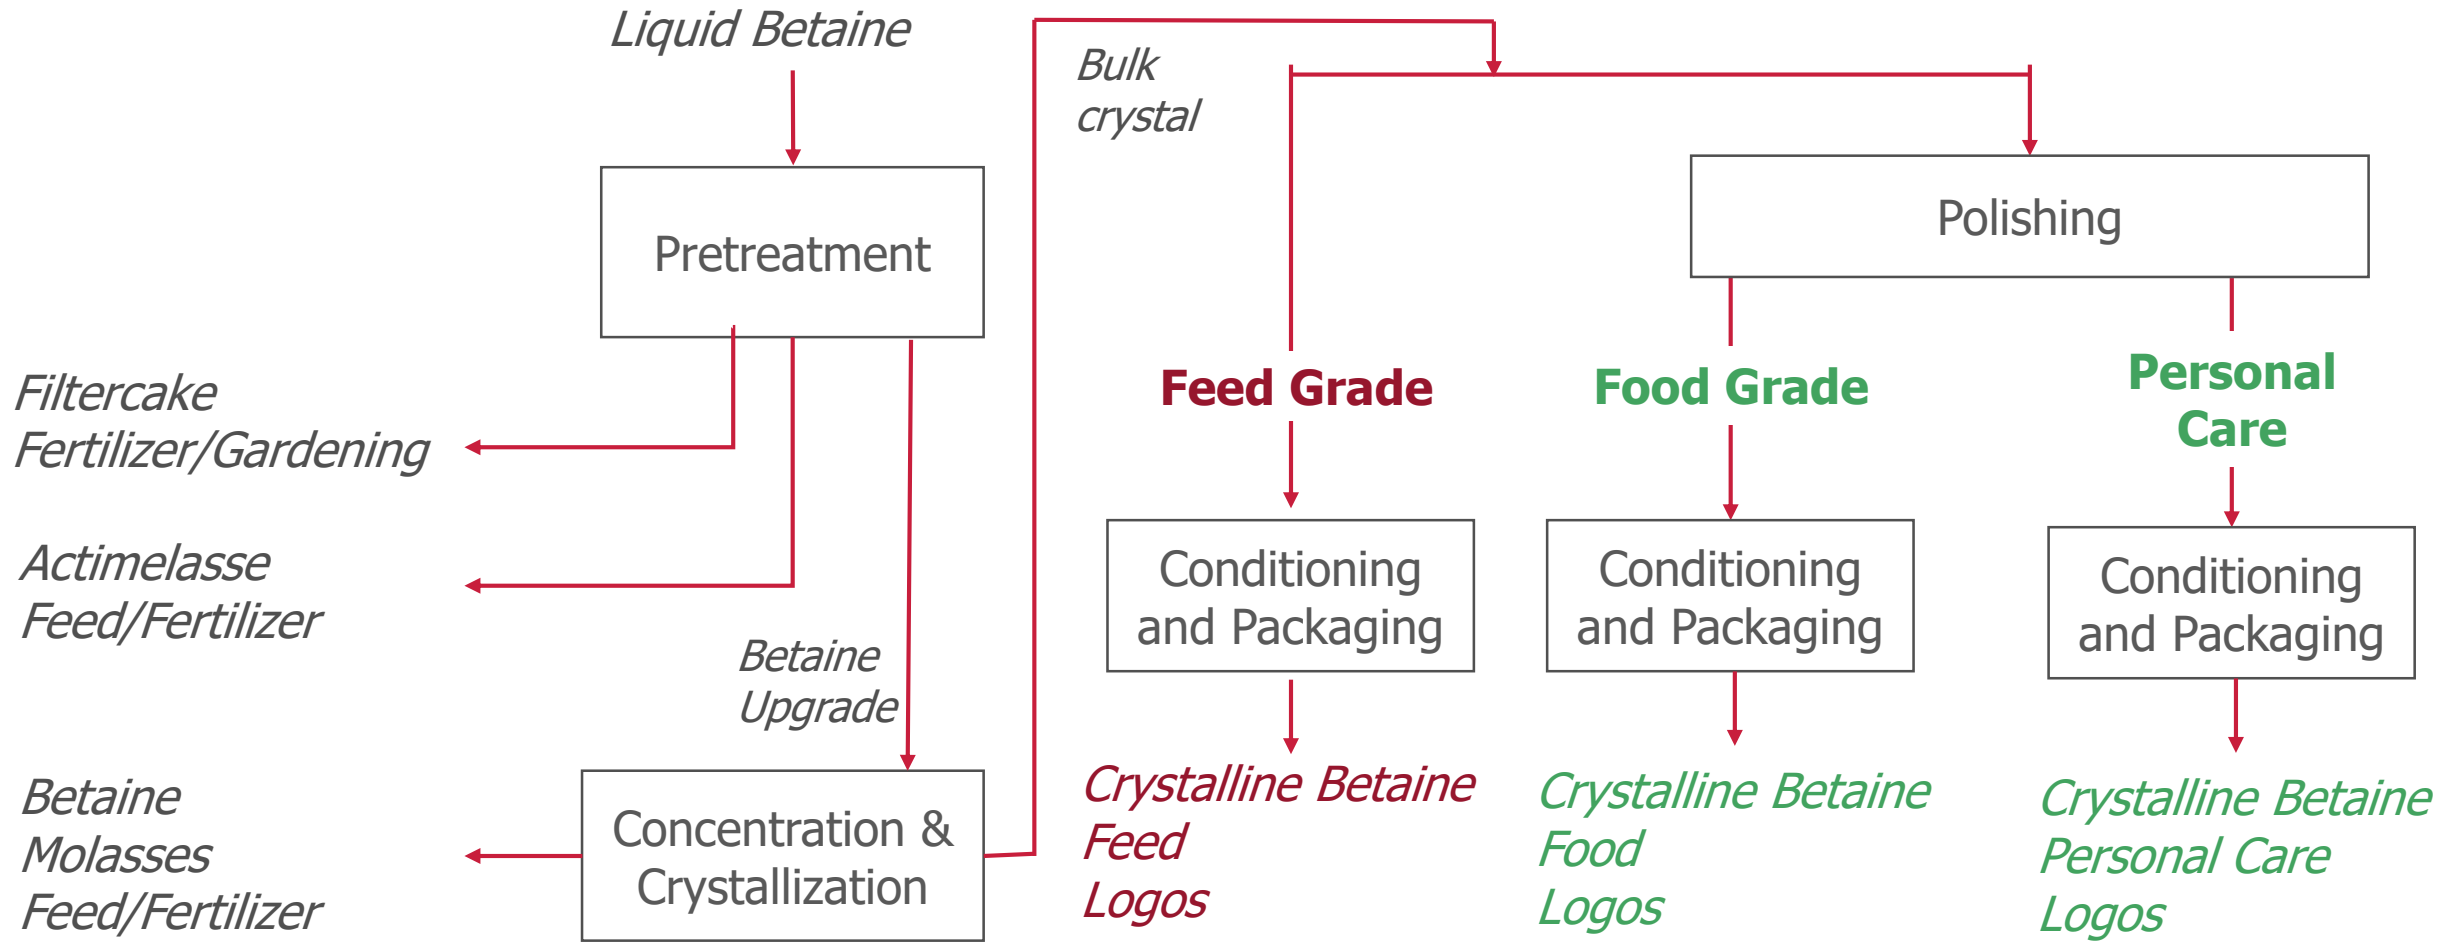 Liquid Betaine
Bulk
crystal
Pretreatment
Polishing
Filtercake
Fertilizer/Gardening
Feed Grade
Food Grade
Personal
Care
Actimelasse
Feed/Fertilizer
Betaine
Upgrade
Conditioning
and Packaging
Conditioning
and Packaging
Conditioning
and Packaging
Betaine
Molasses
Feed/Fertilizer
Concentration &
Crystallization
Crystalline Betaine
Feed
Logos
Crystalline Betaine
Food
Logos
Crystalline Betaine
Personal Care
Logos